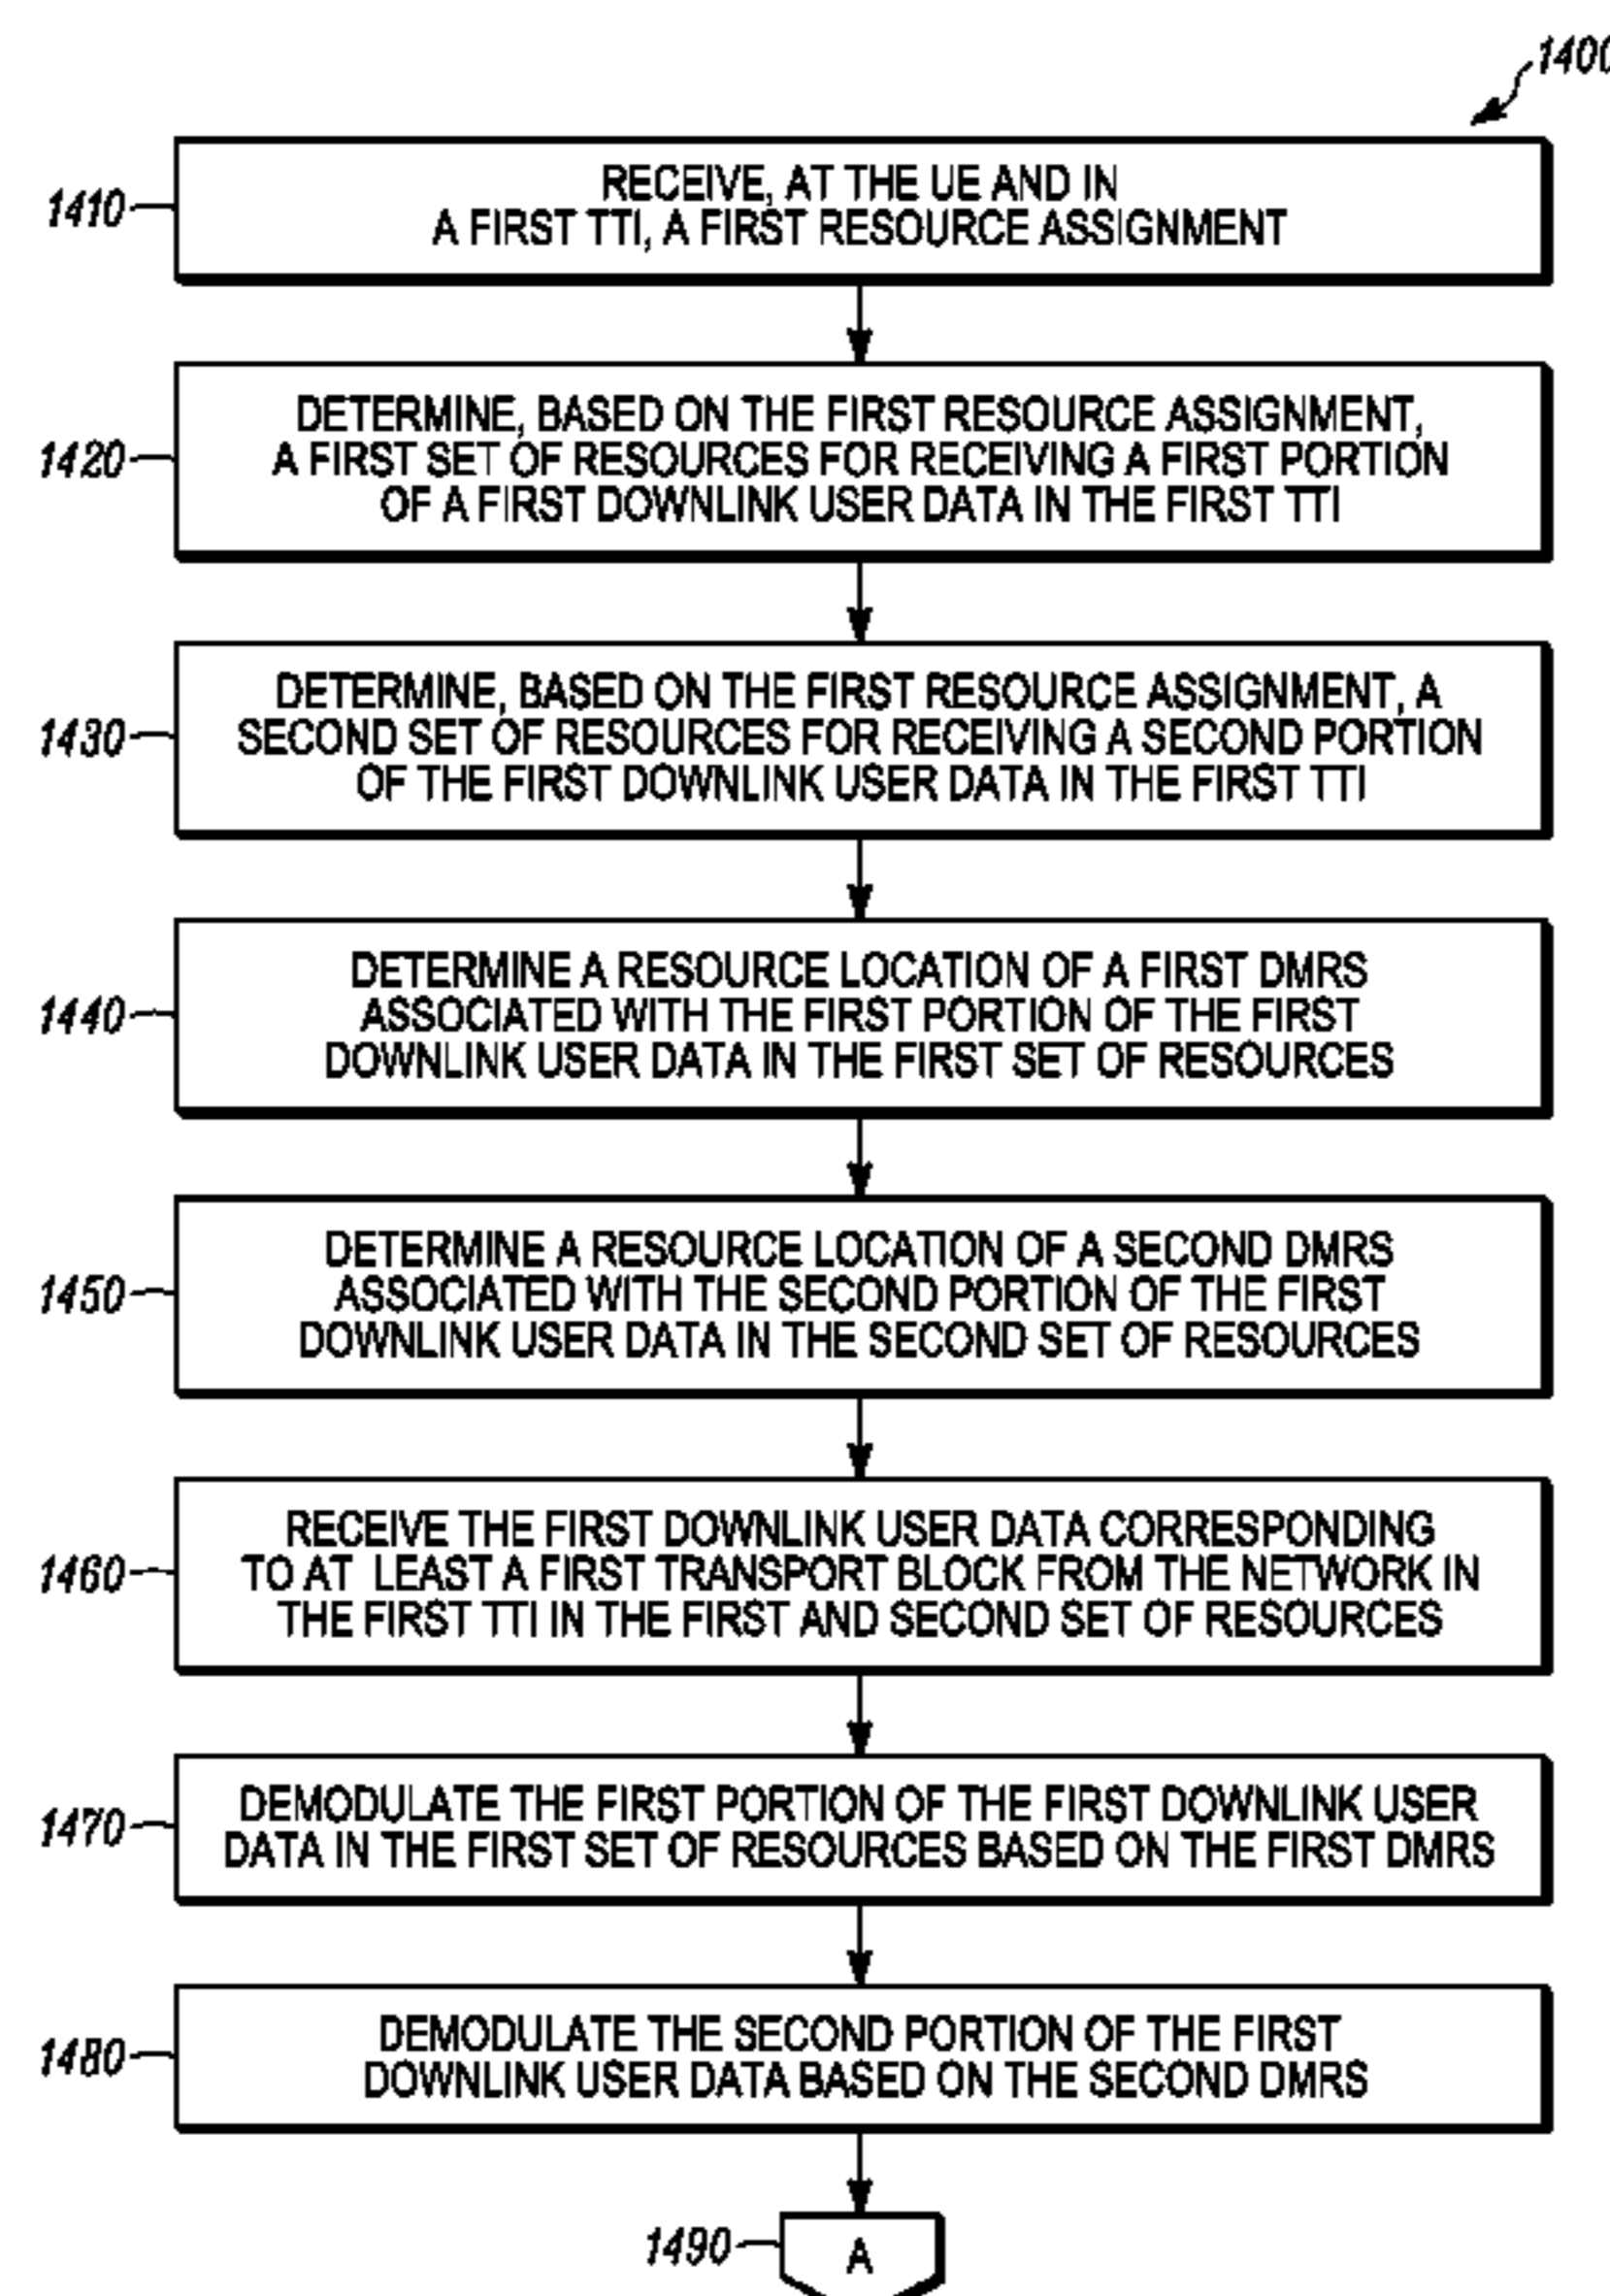 1400
1410
RECEIVE, AT THE UE AND IN
A FIRST TTI, A FIRST RESOURCE ASSIGNMENT
1420
DETERMINE, BASED ON THE FIRST RESOURCE ASSIGNMENT,
A FIRST SET OF RESOURCES FOR RECEIVING A FIRST PORTION
OF A FIRST DOWNLINK USER DATA IN THE FIRST TTI
1430
DETERMINE, BASED ON THE FIRST RESOURCE ASSIGNMENT, A
SECOND SET OF RESOURCES FOR RECEIVING A SECOND PORTION
OF THE FIRST DOWNLINK USER DATA IN THE FIRST TTI
1440
DETERMINE A RESOURCE LOCATION OF A FIRST DMRS
ASSOCIATED WITH THE FIRST PORTION OF THE FIRST
DOWNLINK USER DATA IN THE FIRST SET OF RESOURCES
1450
DETERMINE A RESOURCE LOCATION OF A SECOND DMRS
ASSOCIATED WITH THE SECOND PORTION OF THE FIRST
DOWNLINK USER DATA IN THE SECOND SET OF RESOURCES
1460
RECEIVE THE FIRST DOWNLINK USER DATA CORRESPONDING
TO AT LEAST A FIRST TRANSPORT BLOCK FROM THE NETWORK IN
THE FIRST TTI IN THE FIRST AND SECOND SET OF RESOURCES
1470
DEMODULATE THE FIRST PORTION OF THE FIRST DOWNLINK USER
DATA IN THE FIRST SET OF RESOURCES BASED ON THE FIRST DMRS
1480
DEMODULATE THE SECOND PORTION OF THE FIRST
DOWNLINK USER DATA BASED ON THE SECOND DMRS
1490
A